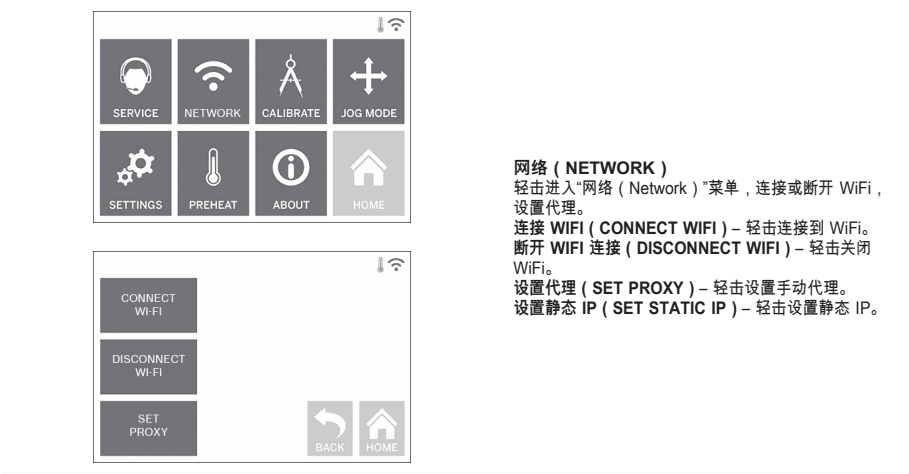 SERVICE
NETWORK
CALIBRATE
JOG MODE
SETTINGS
PREHEAT
ABOUT
HOME
CONNECT
WI-FI
DISCONNECT
WI-FI
SET
PROXY
BACK
HOME
网络 ( NETWORK )
轻击进入“网络 ( Network ) ”菜单，连接或断开 WiFi，
设置代理。
连接 WIFI ( CONNECT WIFI ) – 轻击连接到 WiFi。
断开 WIFI 连接 ( DISCONNECT WIFI ) – 轻击关闭
WiFi。
设置代理 ( SET PROXY ) – 轻击设置手动代理。
设置静态 IP ( SET STATIC IP ) – 轻击设置静态 IP。